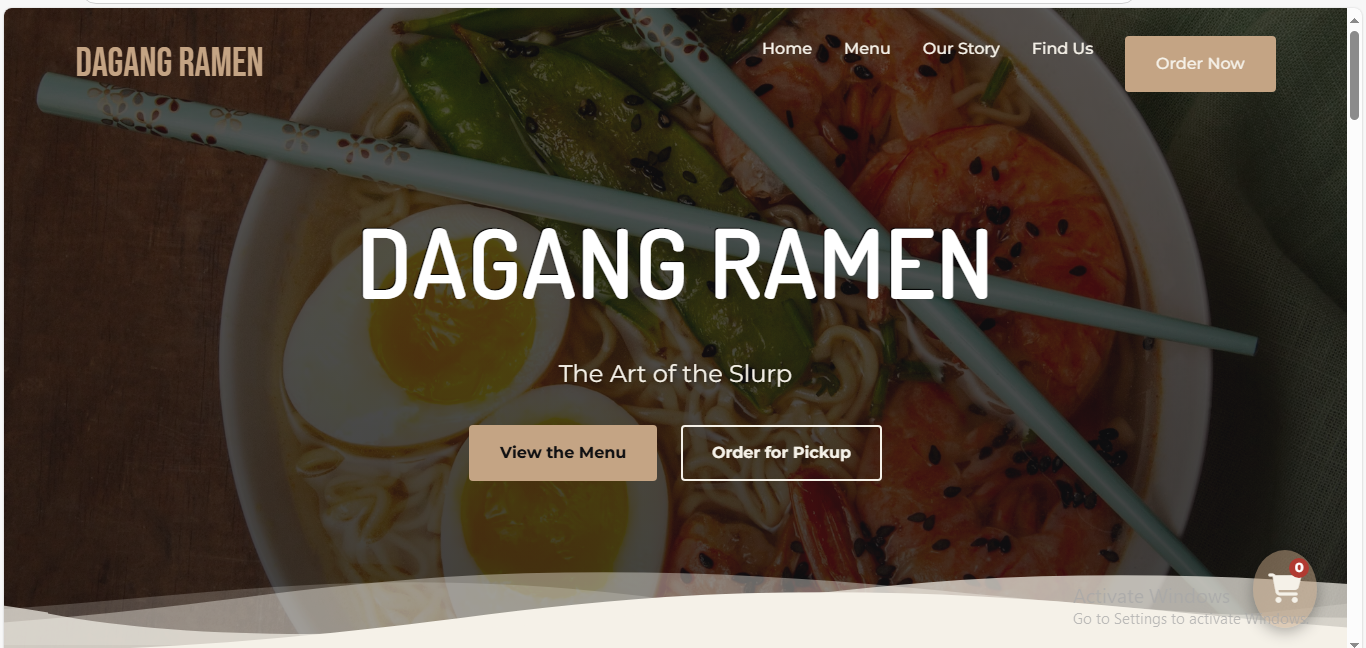 DAGANG RAMEN
Home
Menu
Our Story
Find Us
Order Now
DAGANG RAMEN
The Art of the Slurp
View the Menu
Order for Pickup
0
Activate Windows
Go to Settings to activate Windows.